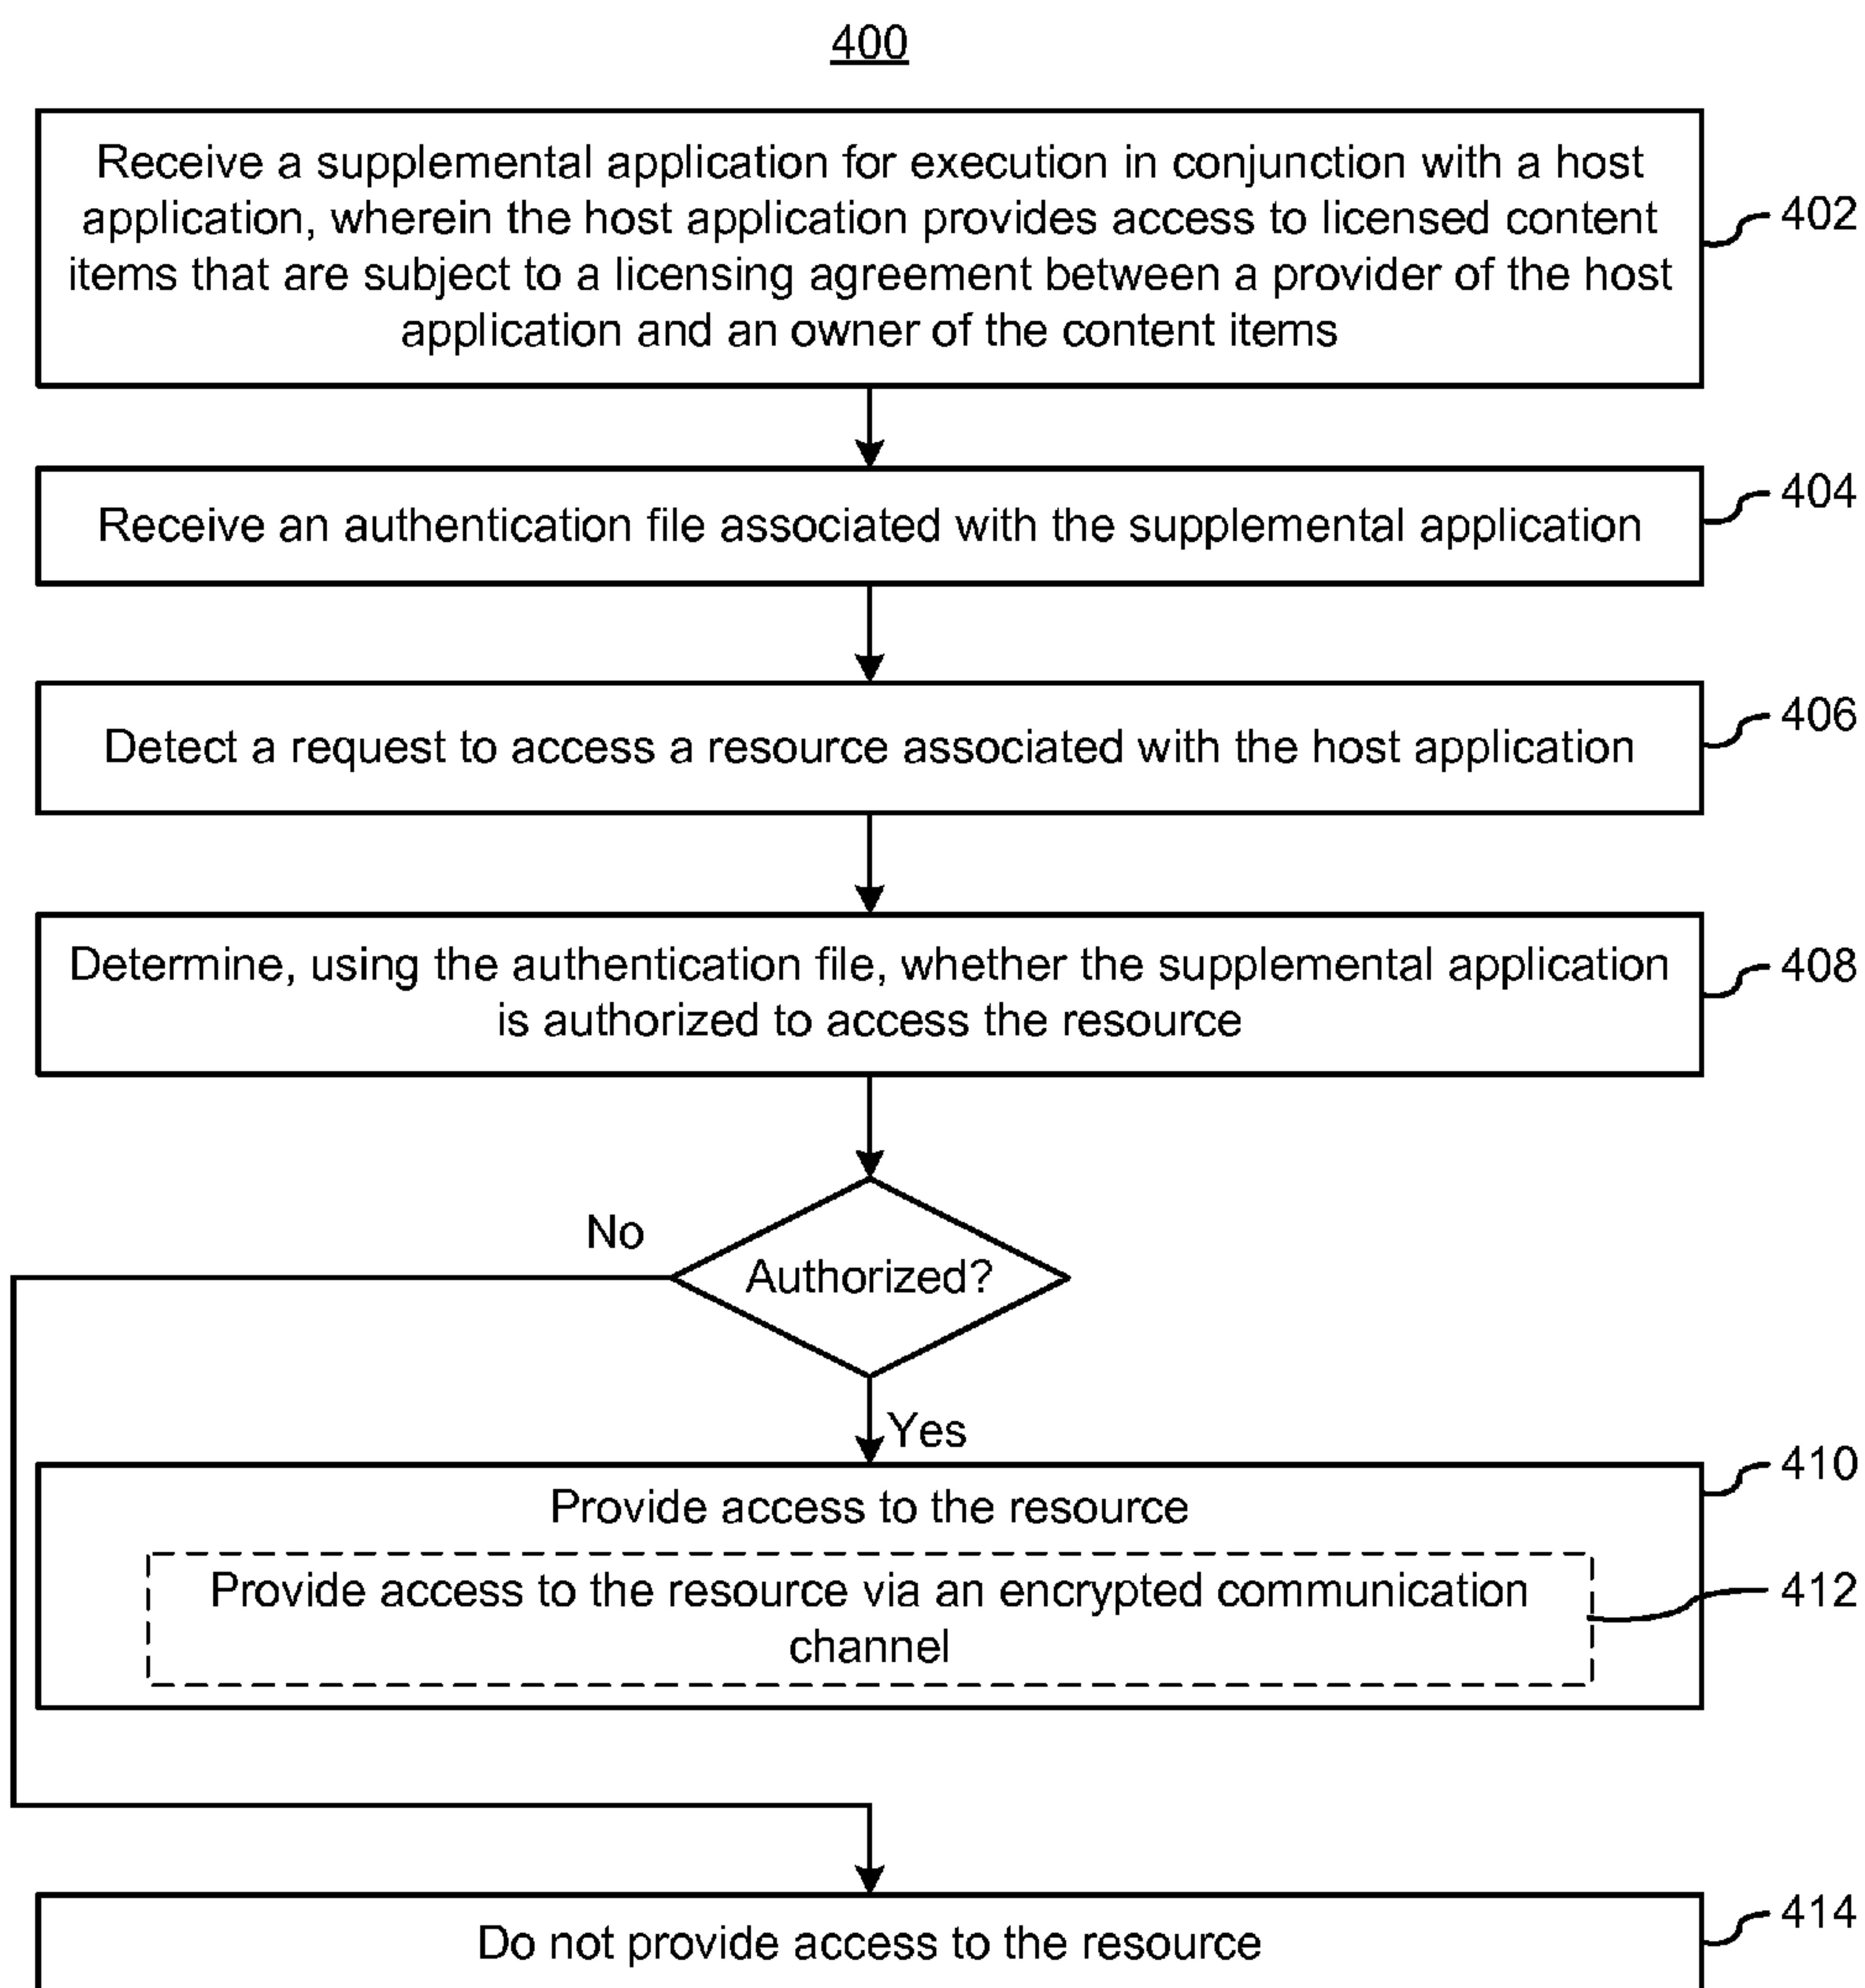 400
Receive a supplemental application for execution in conjunction with a host
application, wherein the host application provides access to licensed content
items that are subject to a licensing agreement between a provider of the host
application and an owner of the content items
402
Receive an authentication file associated with the supplemental application
404
Detect a request to access a resource associated with the host application
406
Determine, using the authentication file, whether the supplemental application
is authorized to access the resource
408
Authorized?
No
Yes
Provide access to the resource
410
Provide access to the resource via an encrypted communication
channel
412
Do not provide access to the resource
414